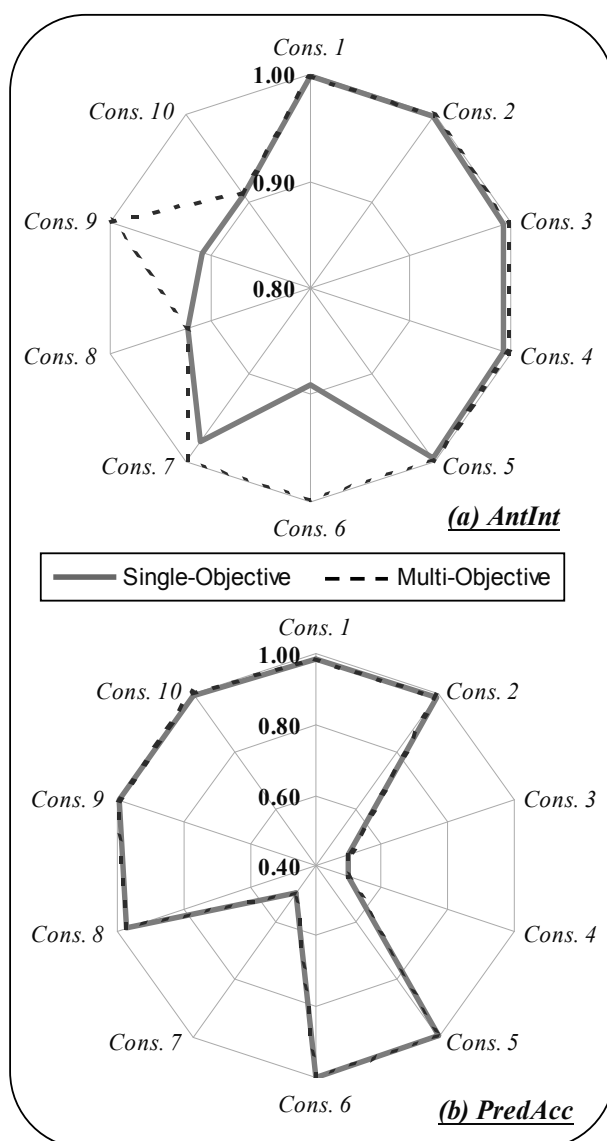 Cons. 1
1.00
Cons. 10
Cons. 2
0.90
Cons. 9
Cons. 3
0.80
Cons. 8
Cons. 4
Cons. 7
Cons. 5
Cons. 6
(a) AntInt
Single-Objective
Multi-Objective
Cons. 1
1.00
Cons. 10
Cons. 2
0.80
Cons. 9
Cons. 3
0.60
0.40
Cons. 8
Cons. 4
Cons. 7
Cons. 5
Cons. 6
(b) PredAcc